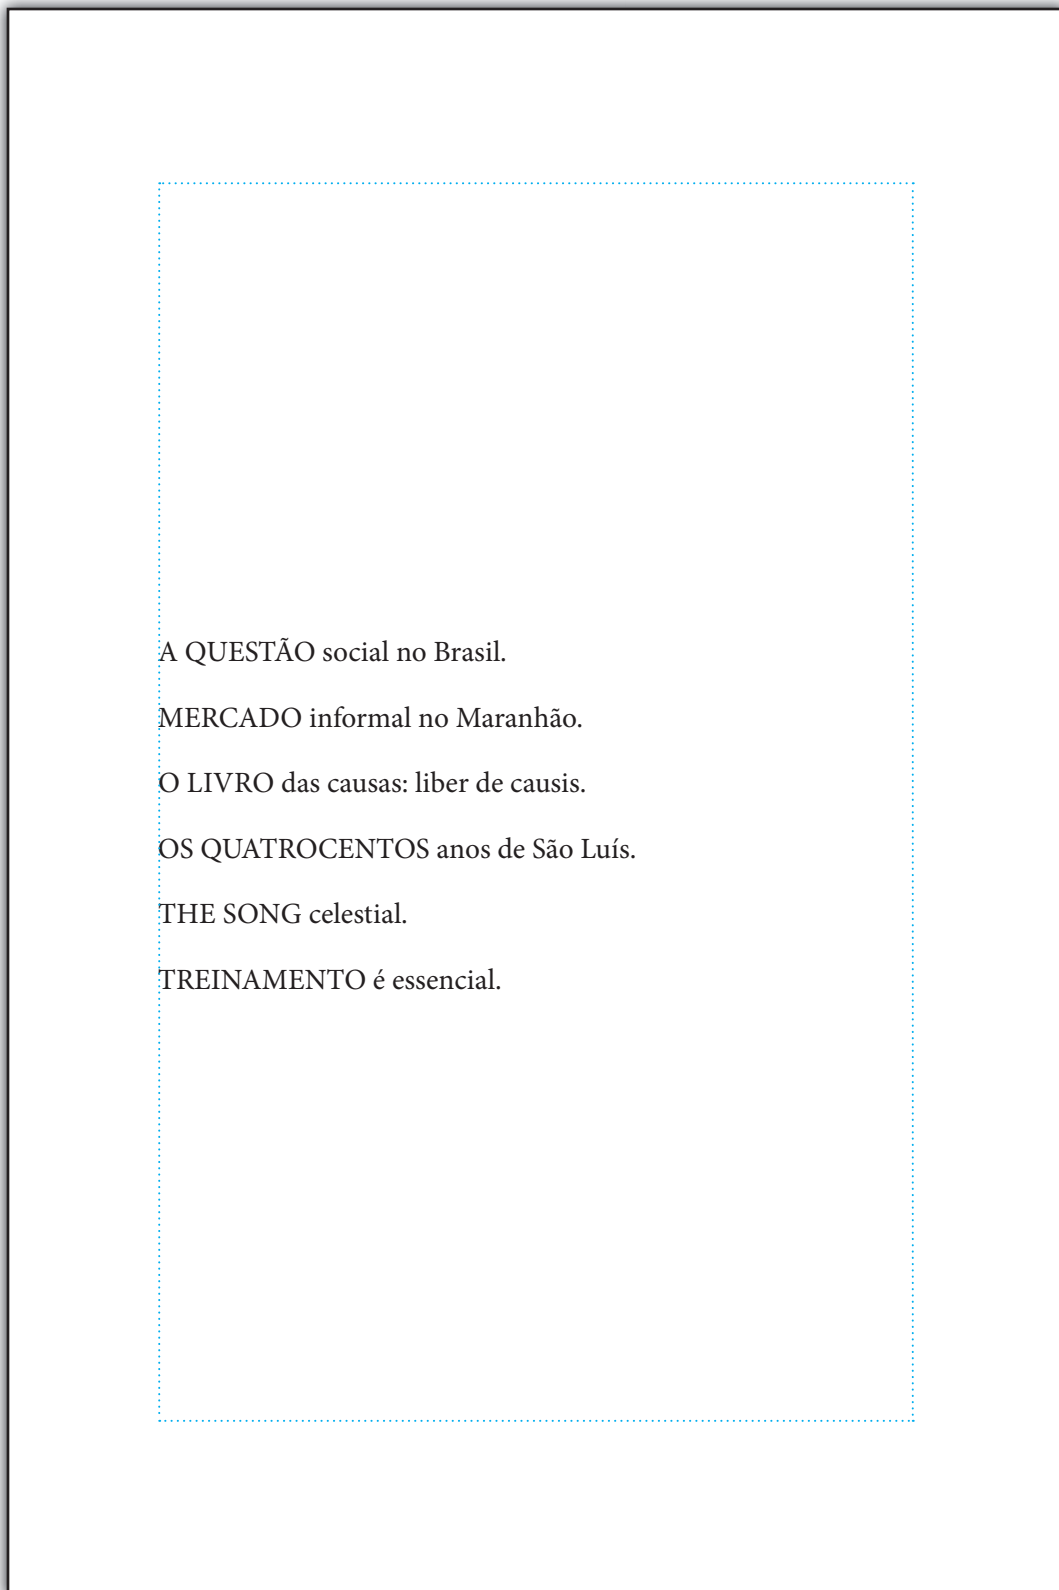 A QUESTÃO social no Brasil.
MERCADO informal no Maranhão.
O LIVRO das causas: liber de causis.
OS QUATROCENTOS anos de São Luís.
THE SONG celestial.
TREINAMENTO é essencial.